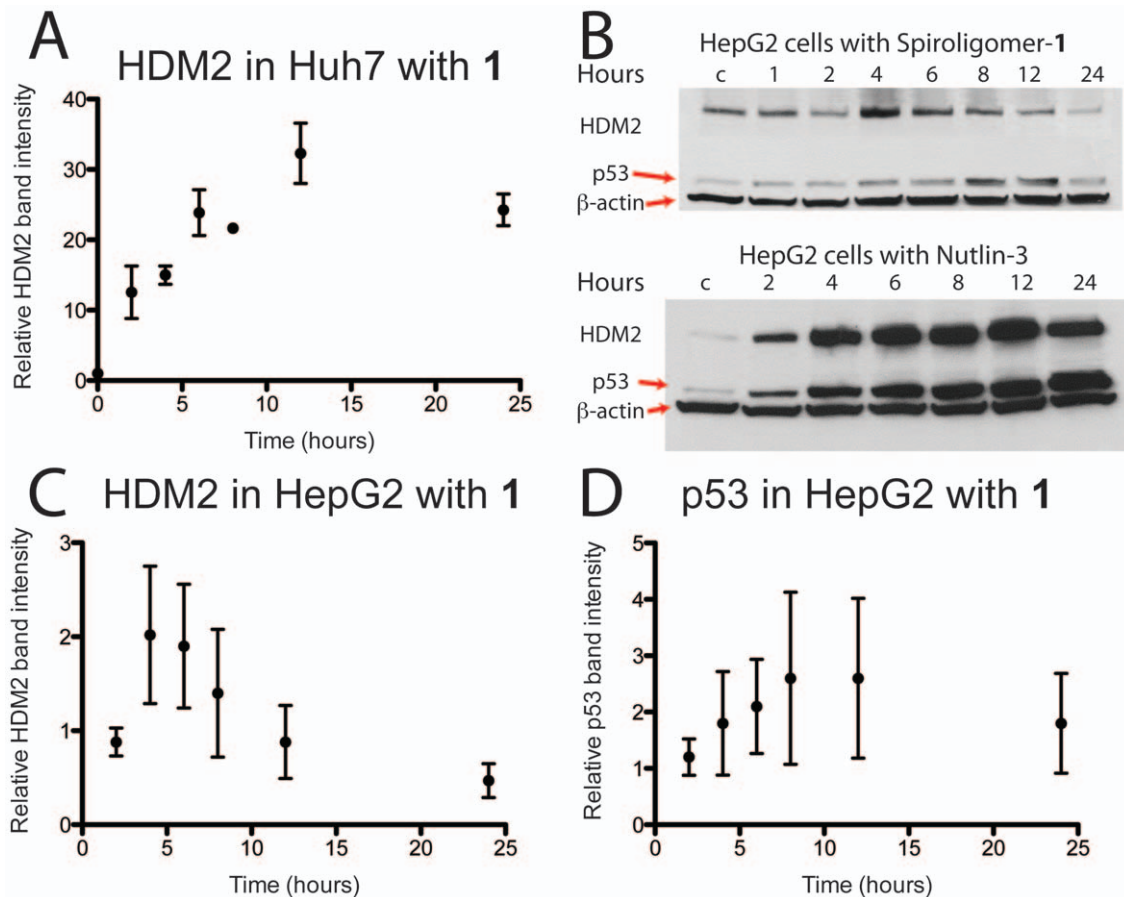 A
HDM2 in Huh7 with 1
Relative HDM2 band intensity
40
30
20
10
0
0 5 10 15 20 25
Time (hours)
B
HepG2 cells with Spiroligomer-1
Hours c 1 2 4 6 8 12 24
HDM2
p53
β-actin
HepG2 cells with Nutlin-3
Hours c 2 4 6 8 12 24
HDM2
p53
β-actin
C
HDM2 in HepG2 with 1
Relative HDM2 band intensity
3
2
1
0
0 5 10 15 20 25
Time (hours)
D
p53 in HepG2 with 1
Relative p53 band intensity
5
4
3
2
1
0
0 5 10 15 20 25
Time (hours)